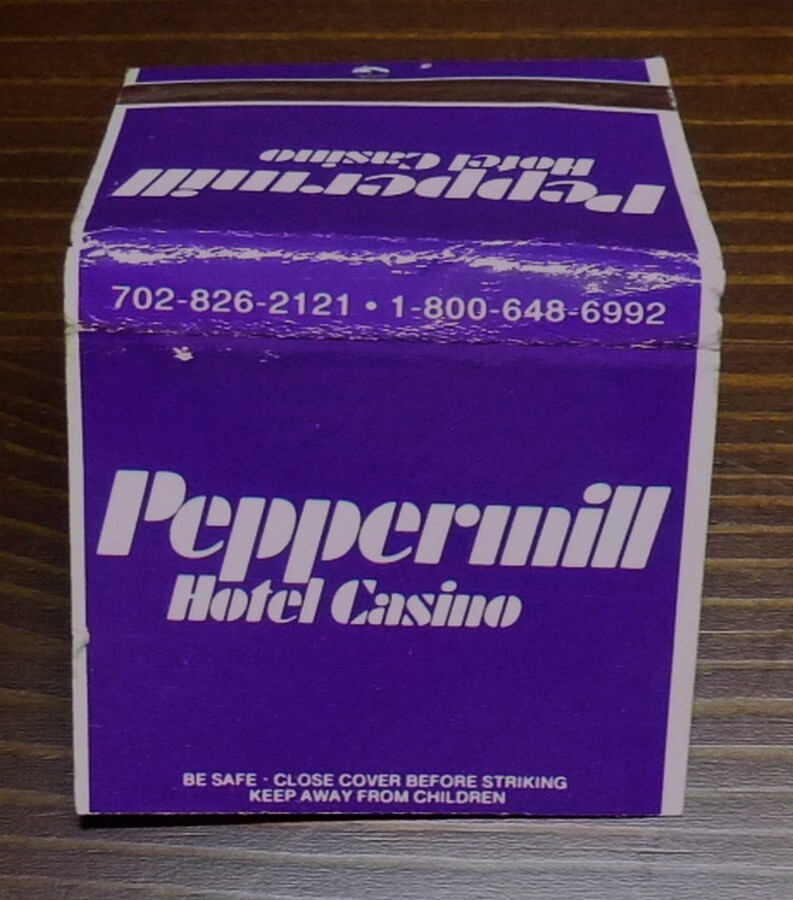 Peppermill
Hotel Casino
702-826-2121 • 1-800-648-6992
Peppermill
Hotel Casino
BE SAFE - CLOSE COVER BEFORE STRIKING
KEEP AWAY FROM CHILDREN